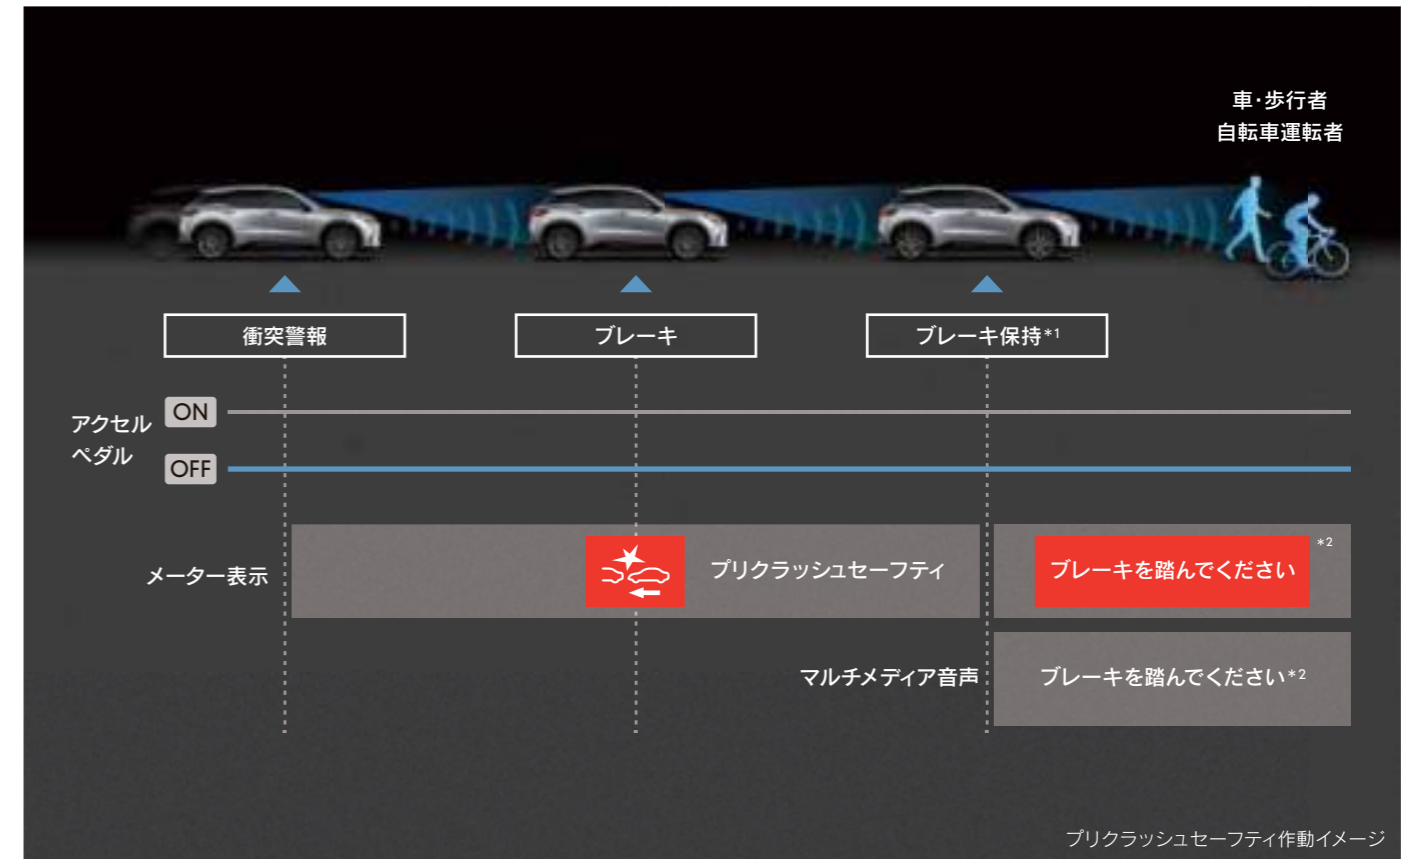 車・歩行者
自転車運転者
衝突警報
ブレーキ
ブレーキ保持*1
アクセル
ペダル
ON
OFF
メーター表示
プリクラッシュセーフティ
ブレーキを踏んでください
*2
マルチメディア音声
ブレーキを踏んでください*2
プリクラッシュセーフティ作動イメージ